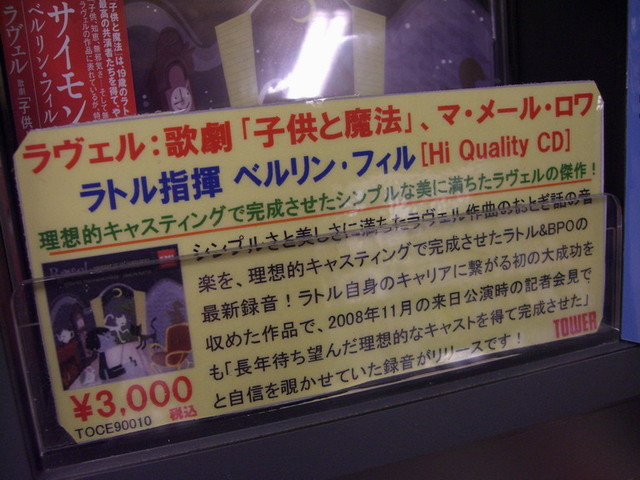 サイモン
ベルリン・フィル
ラヴェル 歌劇「子供
ラヴェル：歌劇「子供と魔法」、マ・メール・ロワ
ラトル指揮 ベルリン・フィル[Hi Quality CD]
理想的キャスティングで完成させたシンプルな美に満ちたラヴェルの傑作！
シンプルさと美しさに満ちたラヴェル作曲のおとぎ話の音
楽を、理想的キャスティングで完成させたラトル&BPOの
最新録音！ラトル自身のキャリアに繋がる初の大成功を
収めた作品で、2008年11月の来日公演時の記者会見で
も「長年待ち望んだ理想的なキャストを得て完成させた」
と自信を覗かせていた録音がリリースです！
TOWER
Ravel
¥3,000
税込
TOCE90010